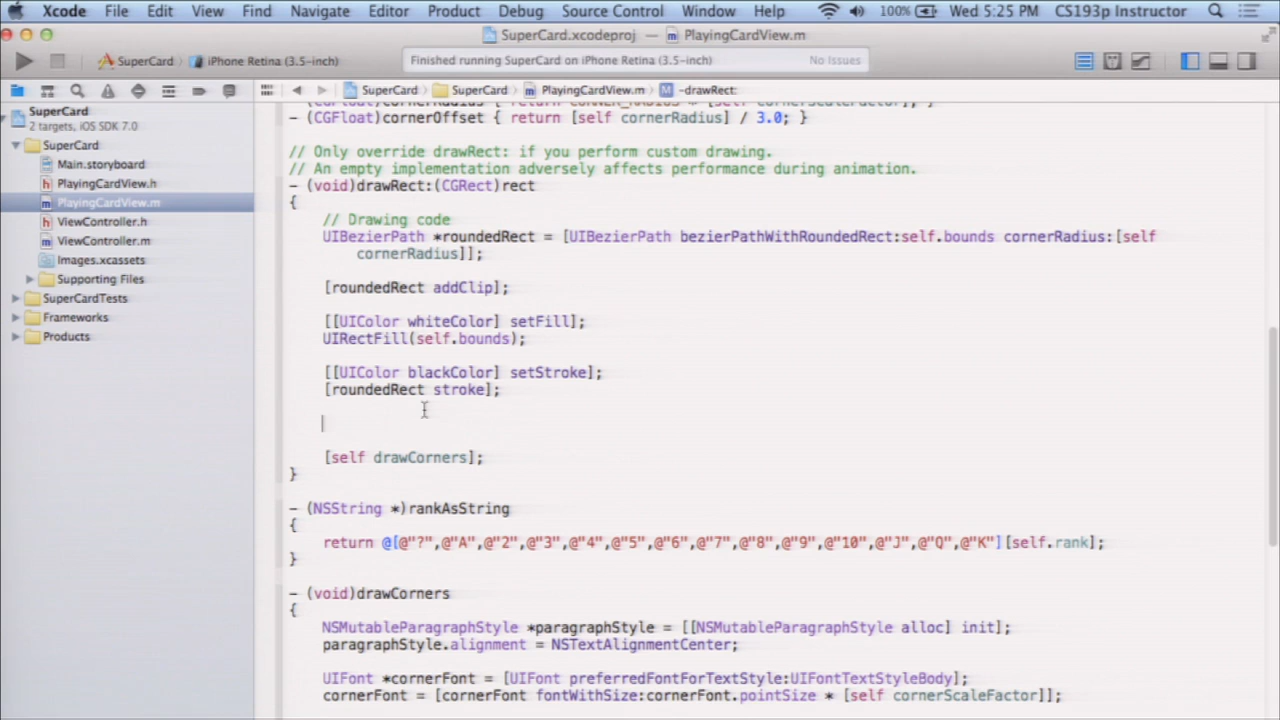 Xcode File Edit View Find Navigate Editor Product Debug Source Control Window Help 100% Wed 5:25 PM CS193p Instructor
SuperCard.xcodeproj — PlayingCardView.m
SuperCard iPhone Retina (3.5-inch) Finished running SuperCard on iPhone Retina (3.5-inch) No Issues
SuperCard SuperCard PlayingCardView.m M -drawRect:
SuperCard
2 targets, iOS SDK 7.0
SuperCard
Main.storyboard
h PlayingCardView.h
m PlayingCardView.m
h ViewController.h
m ViewController.m
Images.xcassets
Supporting Files
SuperCardTests
Frameworks
Products
- (CGFloat)cornerRadius { return CORNER_RADIUS * [self cornerScaleFactor]; }
- (CGFloat)cornerOffset { return [self cornerRadius] / 3.0; }
// Only override drawRect: if you perform custom drawing.
// An empty implementation adversely affects performance during animation.
- (void)drawRect:(CGRect)rect
{
// Drawing code
UIBezierPath *roundedRect = [UIBezierPath bezierPathWithRoundedRect:self.bounds cornerRadius:[self
cornerRadius]];
[roundedRect addClip];
[[UIColor whiteColor] setFill];
UIRectFill(self.bounds);
[[UIColor blackColor] setStroke];
[roundedRect stroke];
[self drawCorners];
}
- (NSString *)rankAsString
{
return @[@"?",@"A",@"2",@"3",@"4",@"5",@"6",@"7",@"8",@"9",@"10",@"J",@"Q",@"K"][self.rank];
}
- (void)drawCorners
{
NSMutableParagraphStyle *paragraphStyle = [[NSMutableParagraphStyle alloc] init];
paragraphStyle.alignment = NSTextAlignmentCenter;
UIFont *cornerFont = [UIFont preferredFontForTextStyle:UIFontTextStyleBody];
cornerFont = [cornerFont fontWithSize:cornerFont.pointSize * [self cornerScaleFactor]];